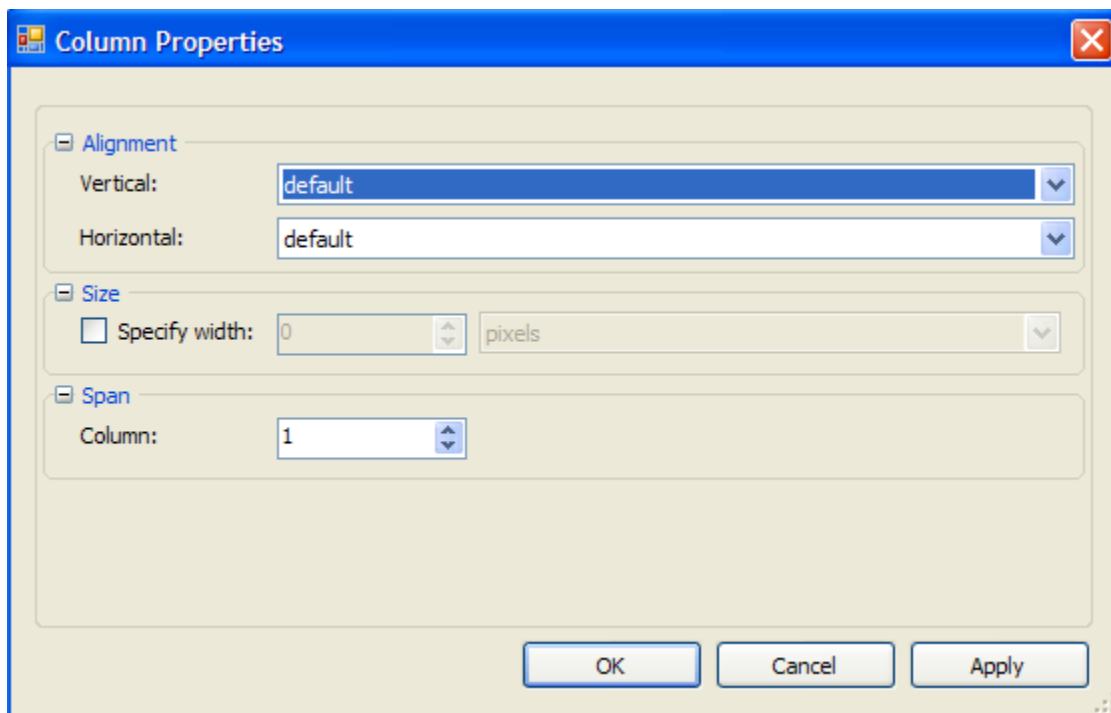 Column Properties
Alignment
Vertical: default
Horizontal: default
Size
Specify width: 0 pixels
Span
Column: 1
OK Cancel Apply